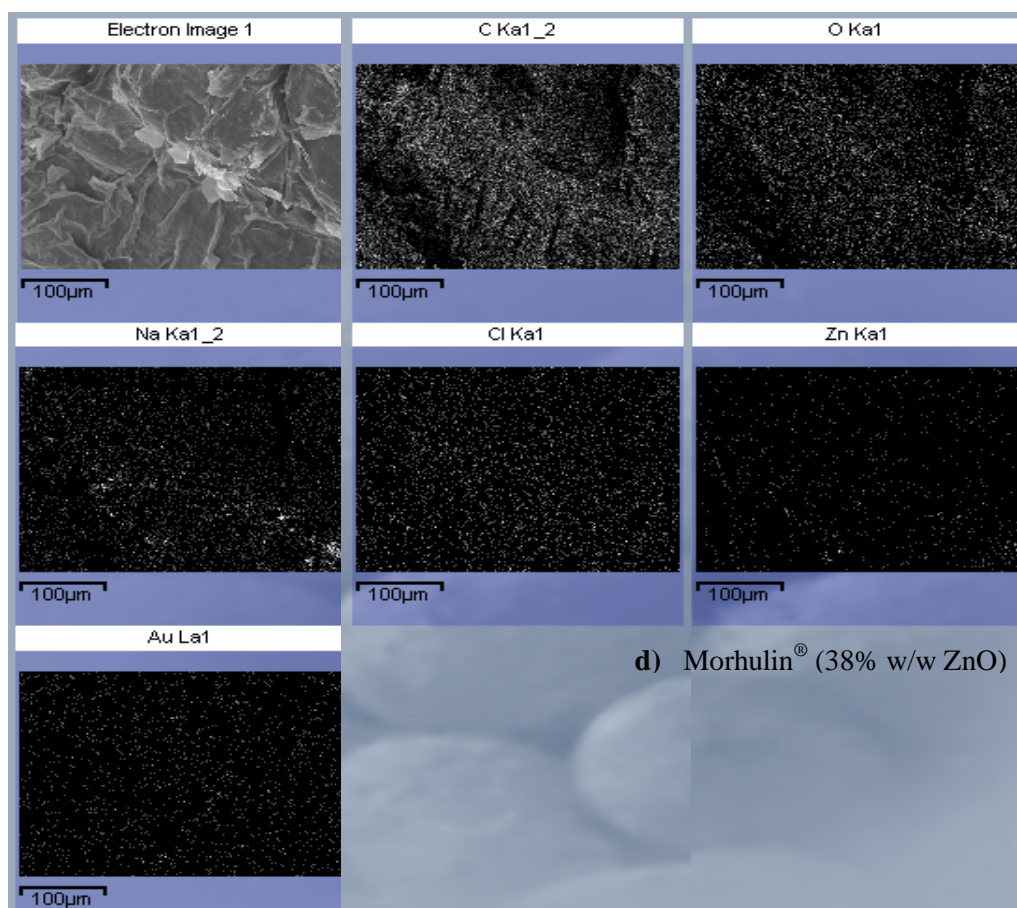 Electron Image 1
C Ka1_2
O Ka1
100µm
100µm
100µm
Na Ka1_2
Cl Ka1
Zn Ka1
100µm
100µm
100µm
Au La1
d) Morhulin® (38% w/w ZnO)
100µm